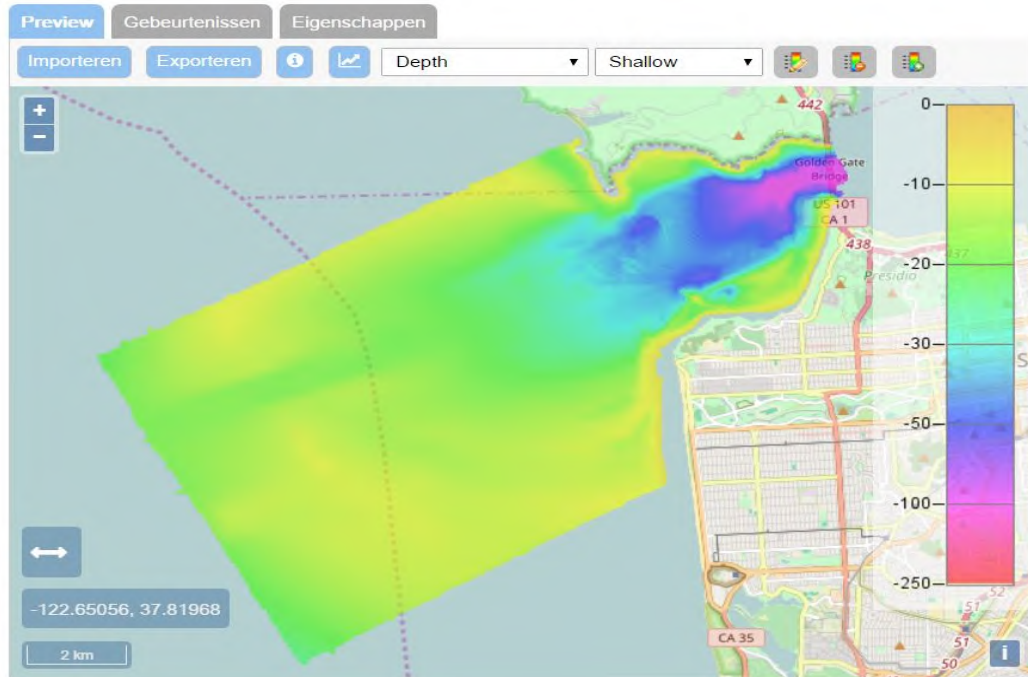 Preview Gebeurtenissen Eigenschappen
Importeren Exporteren i Depth Shallow
+
−
442
Golden Gate
Bridge
US 101
CA 1
438
437
Presidio
S
0
-10
-20
-30
-50
-100
-250
-122.65056, 37.81968
2 km
CA 35
51
52
51
50
i